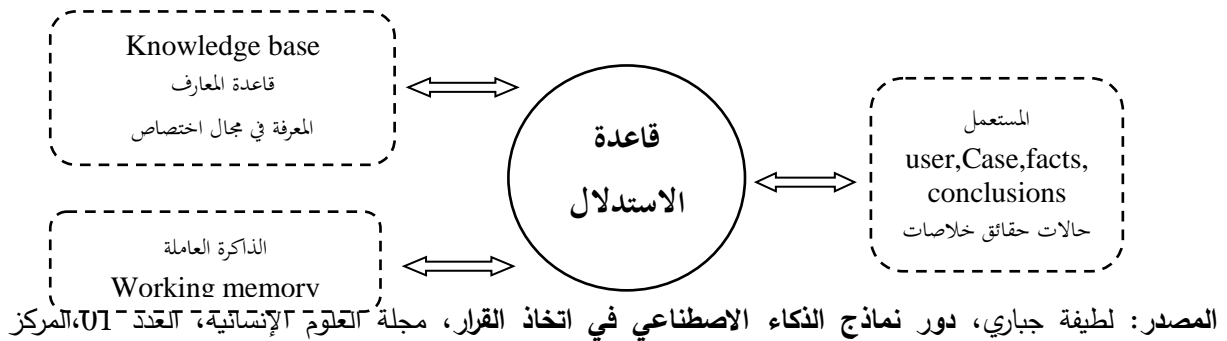 Knowledge base
قاعدة المعارف
المعرفة في مجال اختصاص
قاعدة
الاستدلال
المستعمل
user,Case,facts,
conclusions
حالات حقائق خلاصات
الذاكرة العاملة
Working memory
المصدر: لطيفة جباري، دور نماذج الذكاء الاصطناعي في اتخاذ القرار، مجلة العلوم الإنسانية، العدد 01،المركز